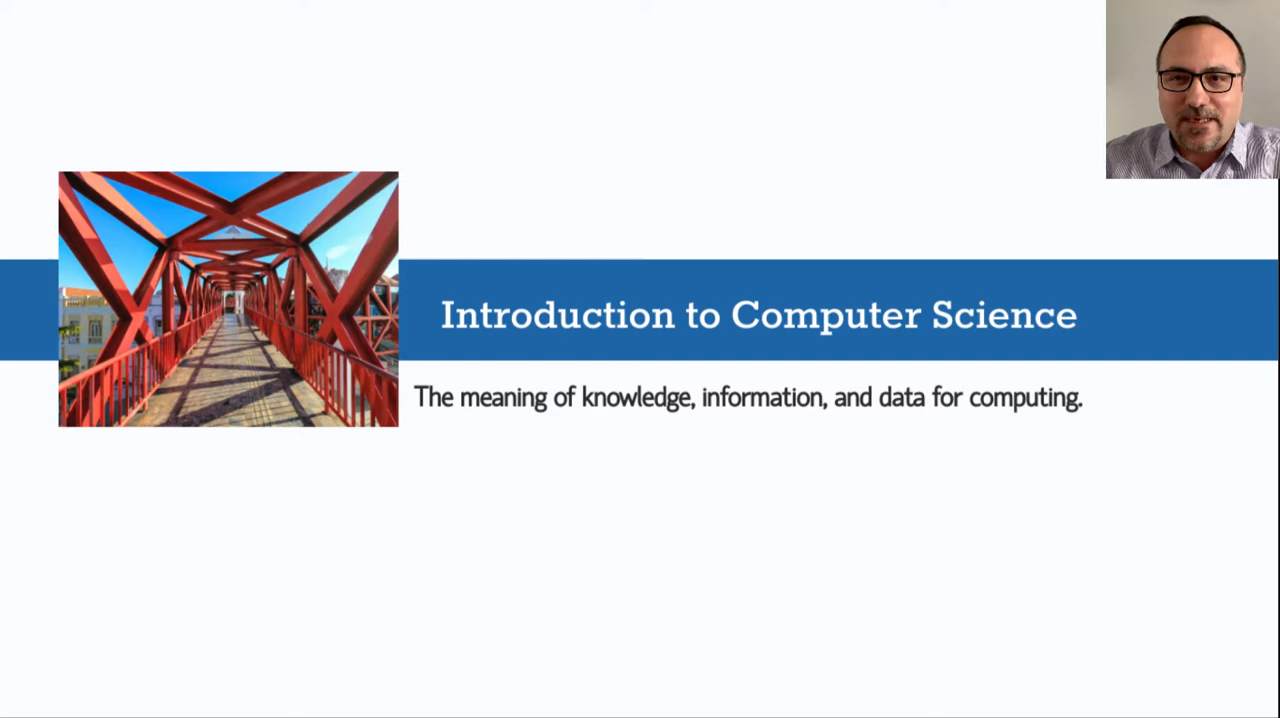 Introduction to Computer Science
The meaning of knowledge, information, and data for computing.